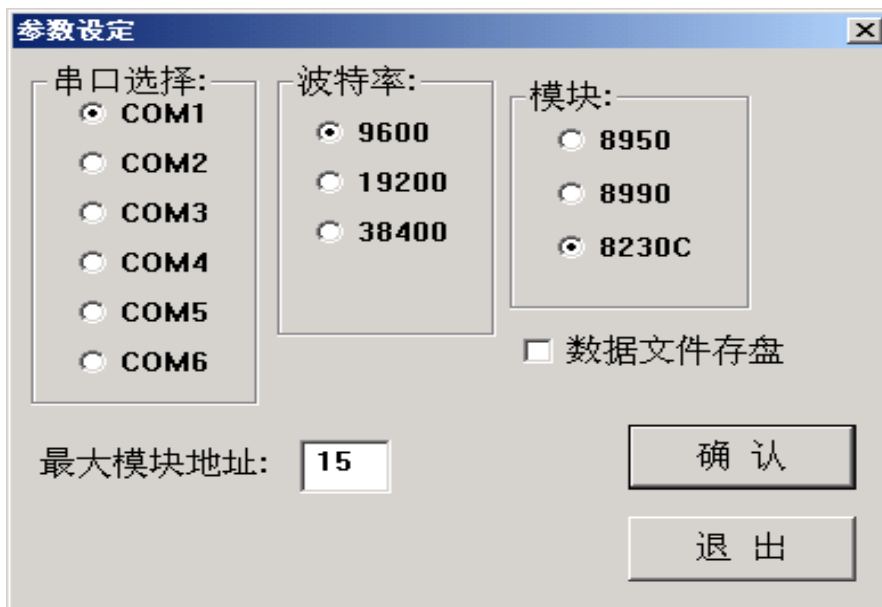 参数设定
串口选择:
COM1
COM2
COM3
COM4
COM5
COM6
波特率:
9600
19200
38400
模块:
8950
8990
8230C
数据文件存盘
最大模块地址:
15
确 认
退 出